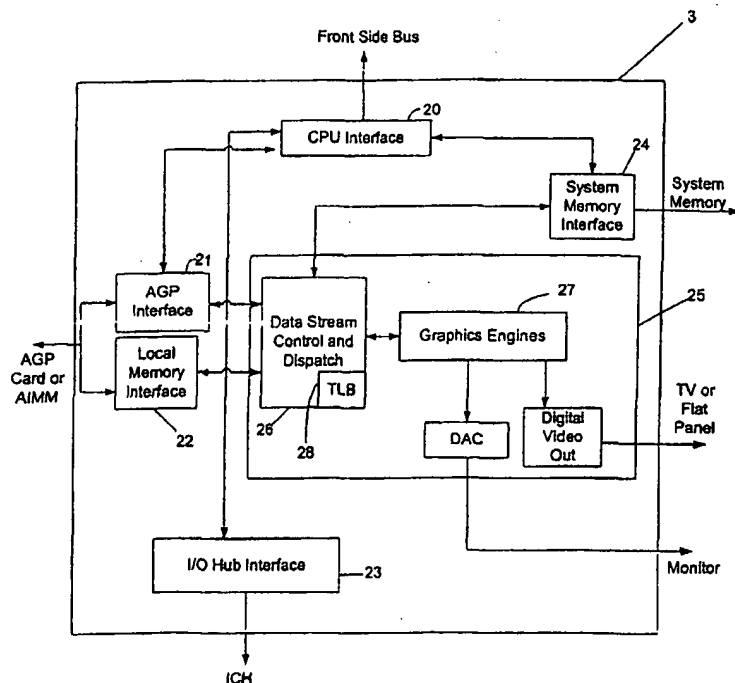 Front Side Bus
3
20
CPU Interface
24
System
Memory
Interface
System
Memory
21
AGP
Interface
27
25
Data Stream
Control and
Dispatch
Graphics Engines
AGP
Card or
AIMM
Local
Memory
Interface
TLB
22
26
28
DAC
Digital
Video
Out
TV or
Flat
Panel
I/O Hub Interface
23
Monitor
ICH